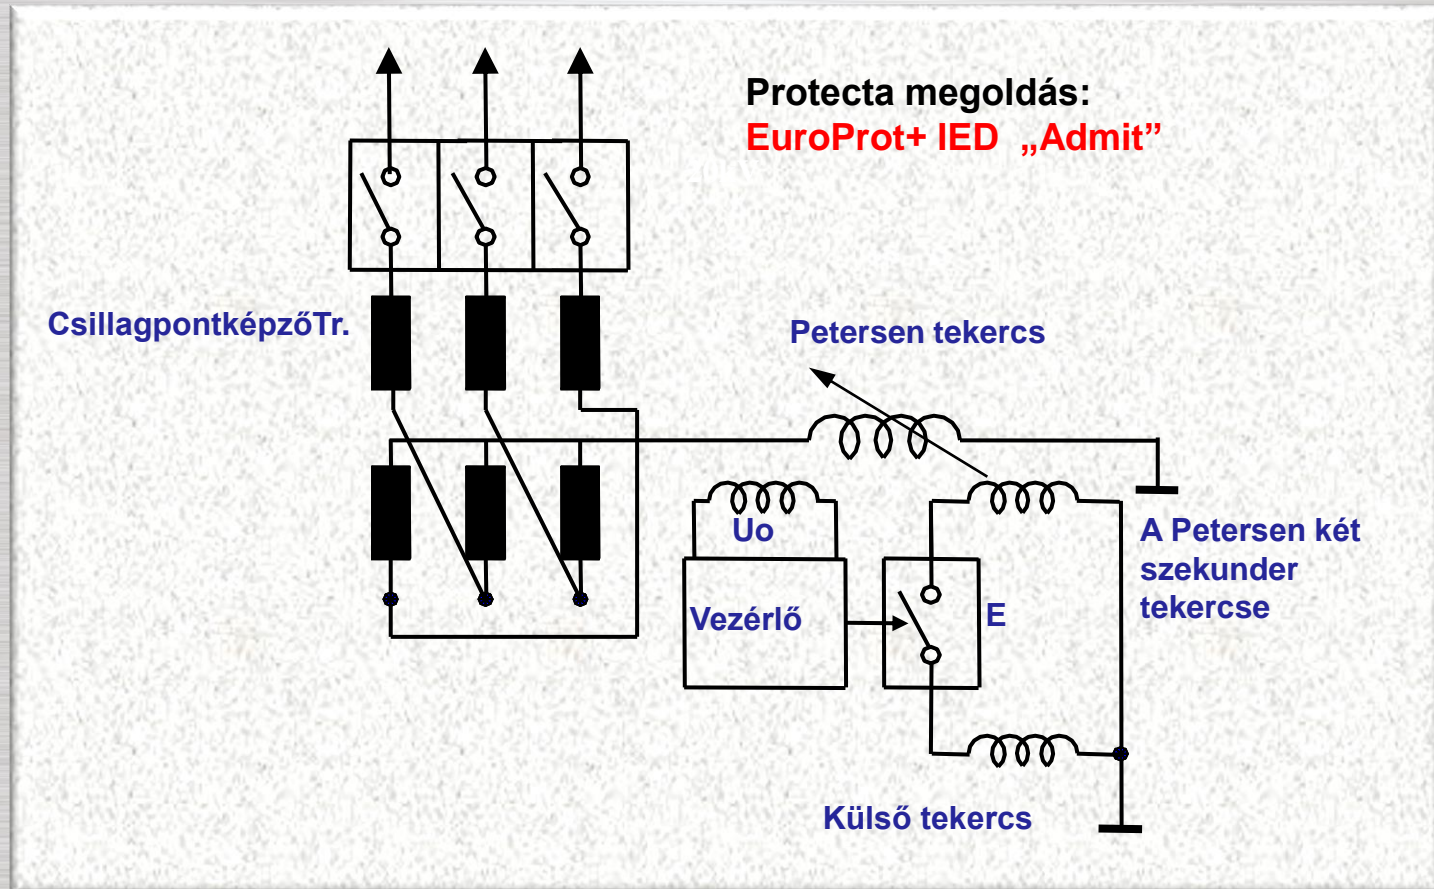 Protecta megoldás:
EuroProt+ IED „Admit”
CsillagpontképzőTr.
Petersen tekercs
Uo
A Petersen két
szekunder
tekercse
Vezérlő
E
Külső tekercs